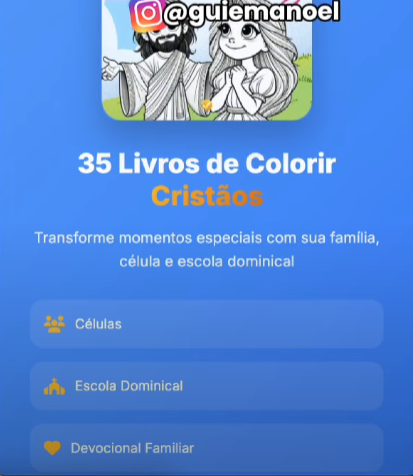 @guiemanoel
35 Livros de Colorir
Cristãos
Transforme momentos especiais com sua família,
célula e escola dominical
Células
Escola Dominical
Devocional Familiar